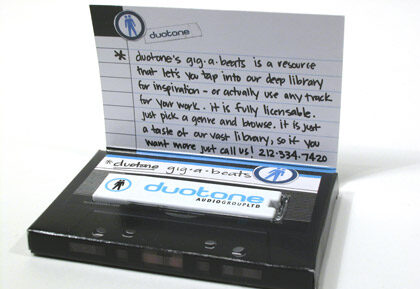 duotone
* duotone's gig·a·beats is a resource
that let's you tap into our deep library
for inspiration - or actually use any track
for your work. it is fully licensable.
just pick a genre and browse. it is just
a taste of our vast library, so if you
want more just call us! 212·334·7420
*duotone gig·a·beats
duotone
AUDIOGROUPLTD